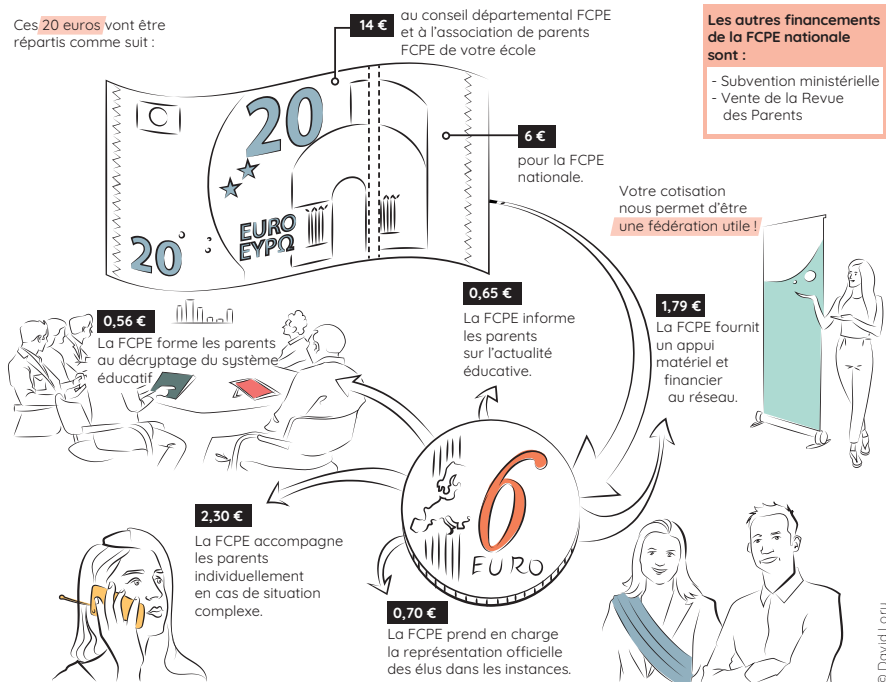 Ces 20 euros vont être
répartis comme suit :
14 €
au conseil départemental FCPE
et à l'association de parents
FCPE de votre école
Les autres financements
de la FCPE nationale
sont :
- Subvention ministérielle
- Vente de la Revue
des Parents
20
EURO
ΕΥΡΩ
20
6 €
pour la FCPE
nationale.
Votre cotisation
nous permet d'être
une fédération utile !
0,56 €
La FCPE forme les parents
au décryptage du système
éducatif
0,65 €
La FCPE informe
les parents
sur l'actualité
éducative.
1,79 €
La FCPE fournit
un appui
matériel et
financier
au réseau.
6
EURO
2,30 €
La FCPE accompagne
les parents
individuellement
en cas de situation
complexe.
0,70 €
La FCPE prend en charge
la représentation officielle
des élus dans les instances.
© David Lory